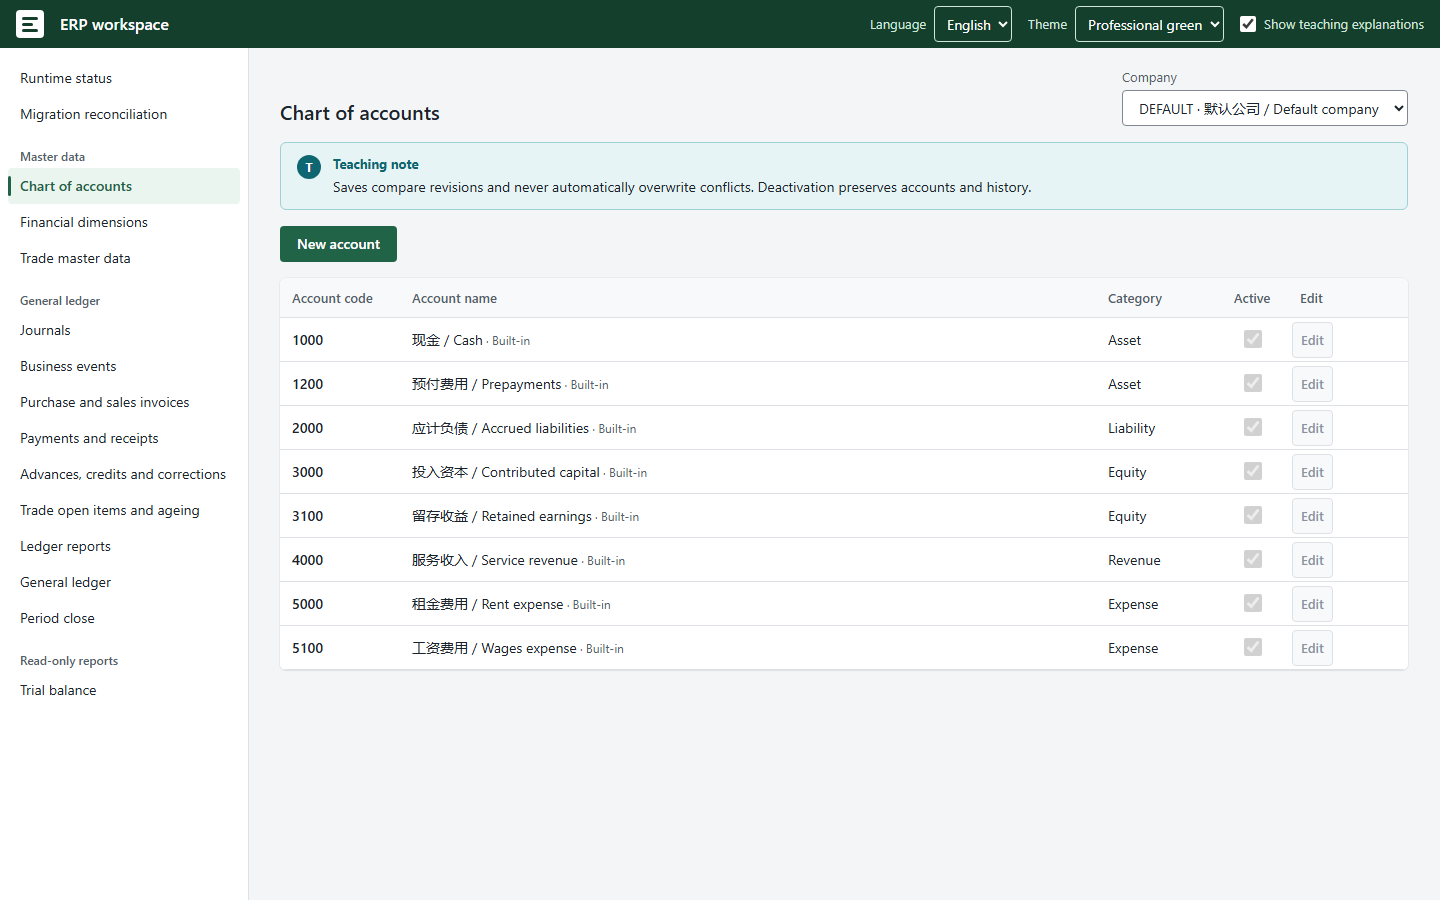 ERP workspace
Language English Theme Professional green Show teaching explanations
Runtime status
Migration reconciliation
Master data
Chart of accounts
Financial dimensions
Trade master data
General ledger
Journals
Business events
Purchase and sales invoices
Payments and receipts
Advances, credits and corrections
Trade open items and ageing
Ledger reports
General ledger
Period close
Read-only reports
Trial balance
Company
Chart of accounts
DEFAULT · 默认公司 / Default company
T Teaching note
Saves compare revisions and never automatically overwrite conflicts. Deactivation preserves accounts and history.
New account
Account code Account name Category Active Edit
1000 现金 / Cash · Built-in Asset Edit
1200 预付费用 / Prepayments · Built-in Asset Edit
2000 应计负债 / Accrued liabilities · Built-in Liability Edit
3000 投入资本 / Contributed capital · Built-in Equity Edit
3100 留存收益 / Retained earnings · Built-in Equity Edit
4000 服务收入 / Service revenue · Built-in Revenue Edit
5000 租金费用 / Rent expense · Built-in Expense Edit
5100 工资费用 / Wages expense · Built-in Expense Edit